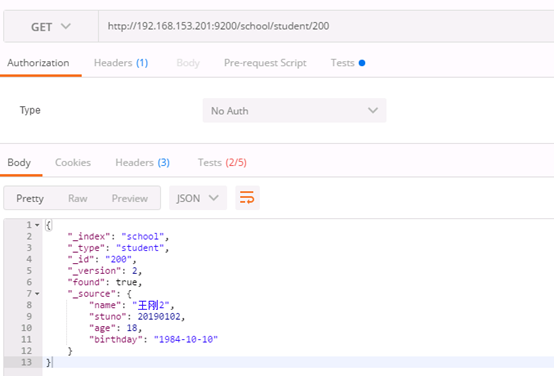 GET http://192.168.153.201:9200/school/student/200
Authorization Headers (1) Body Pre-request Script Tests
Type No Auth
Body Cookies Headers (3) Tests (2/5)
Pretty Raw Preview JSON
1 {
2 "_index": "school",
3 "_type": "student",
4 "_id": "200",
5 "_version": 2,
6 "found": true,
7 "_source": {
8 "name": "王刚2",
9 "stuno": 20190102,
10 "age": 18,
11 "birthday": "1984-10-10"
12 }
13 }